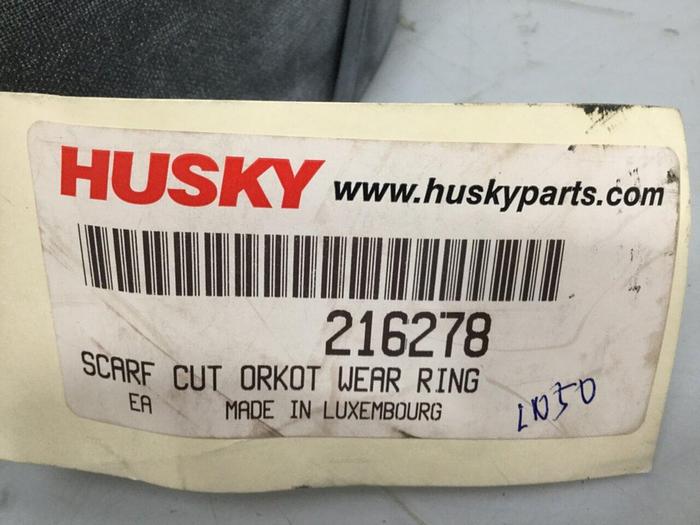 HUSKY www.huskyparts.com
216278
SCARF CUT ORKOT WEAR RING
EA MADE IN LUXEMBOURG